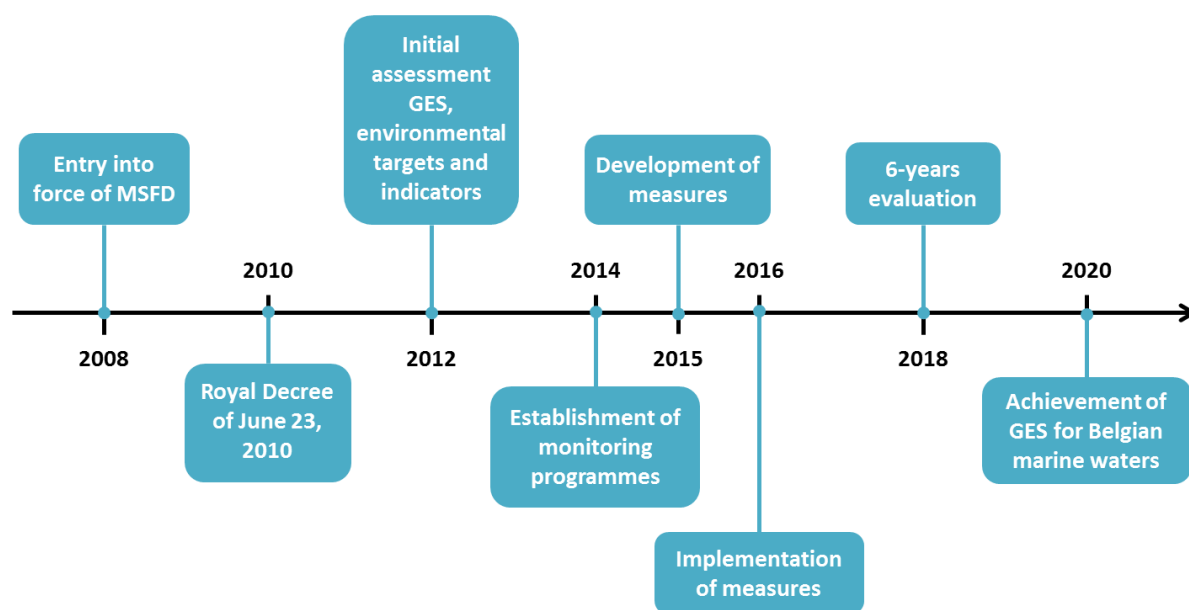 Initial
assessment
GES,
environmental
targets and
indicators
Entry into
force of MSFD
Development of
measures
6-years
evaluation
2010
2014
2016
2020
2008
2012
2015
2018
Royal Decree
of June 23,
2010
Establishment of
monitoring
programmes
Achievement of
GES for Belgian
marine waters
Implementation
of measures